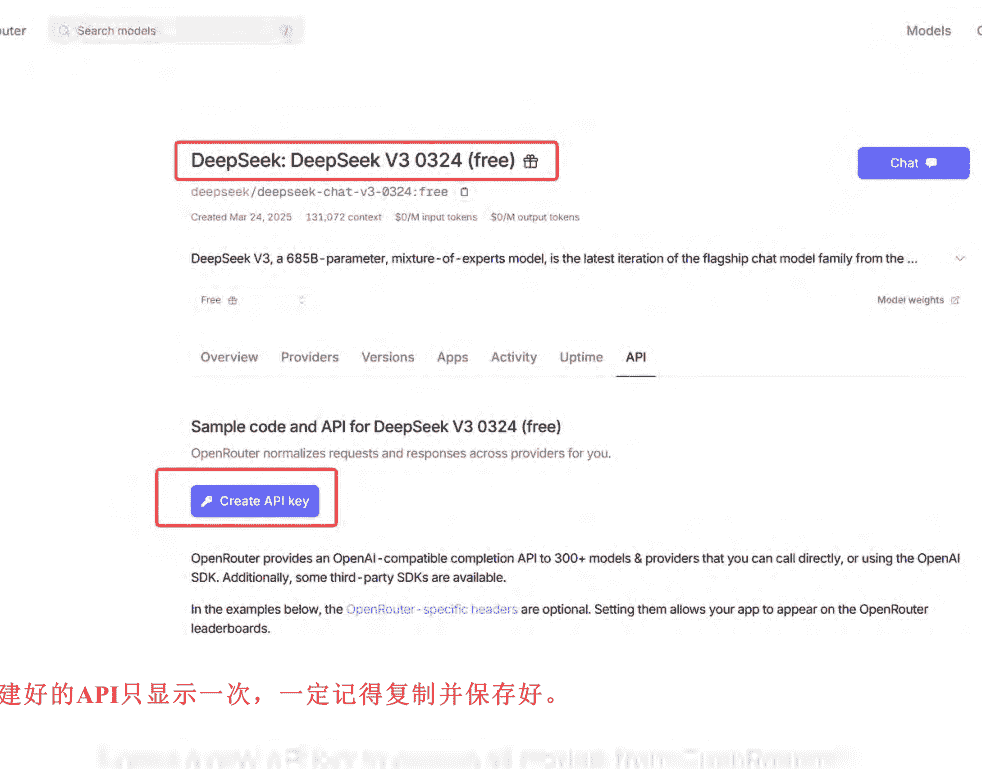 outer
Search models
Models
DeepSeek: DeepSeek V3 0324 (free)
Chat
deepseek/deepseek-chat-v3-0324:free
Created Mar 24, 2025 131,072 context $0/M input tokens $0/M output tokens
DeepSeek V3, a 685B-parameter, mixture-of-experts model, is the latest iteration of the flagship chat model family from the ...
Free
Model weights
Overview Providers Versions Apps Activity Uptime API
Sample code and API for DeepSeek V3 0324 (free)
OpenRouter normalizes requests and responses across providers for you.
Create API key
OpenRouter provides an OpenAI-compatible completion API to 300+ models & providers that you can call directly, or using the OpenAI
SDK. Additionally, some third-party SDKs are available.
In the examples below, the OpenRouter-specific headers are optional. Setting them allows your app to appear on the OpenRouter
leaderboards.
建好的API只显示一次，一定记得复制并保存好。